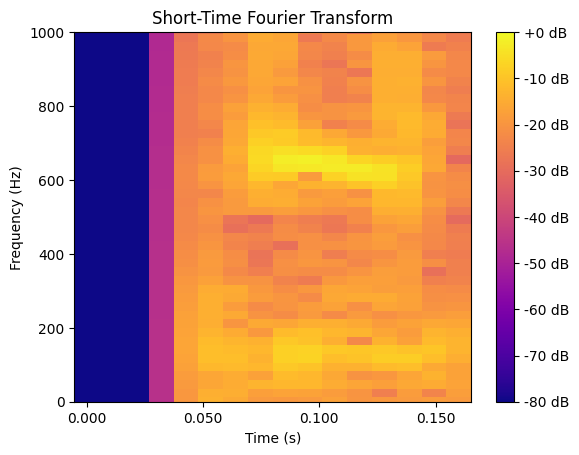 Short-Time Fourier Transform
1000
800
600
400
200
0
Frequency (Hz)
0.000
0.050
0.100
0.150
Time (s)
+0 dB
-10 dB
-20 dB
-30 dB
-40 dB
-50 dB
-60 dB
-70 dB
-80 dB